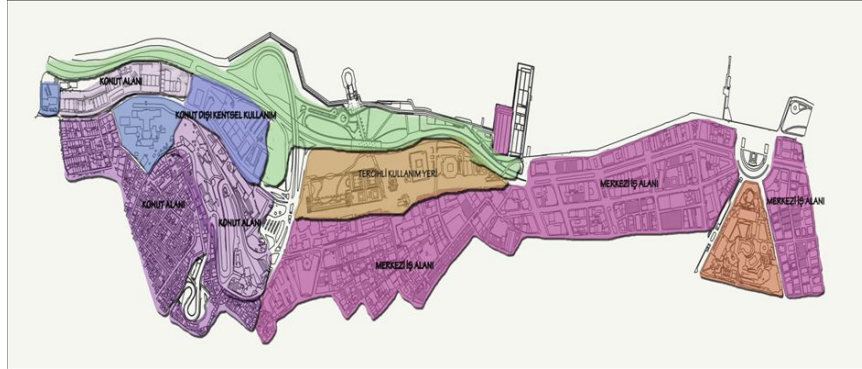 KONUT ALANI
KONUT DIŞI KENTSEL KULLANIM
TERCİHLİ KULLANIM YERİ
MERKEZİ İŞ ALANI
MERKEZİ İŞ ALANI
KONUT ALANI
KONUT ALANI
MERKEZİ İŞ ALANI